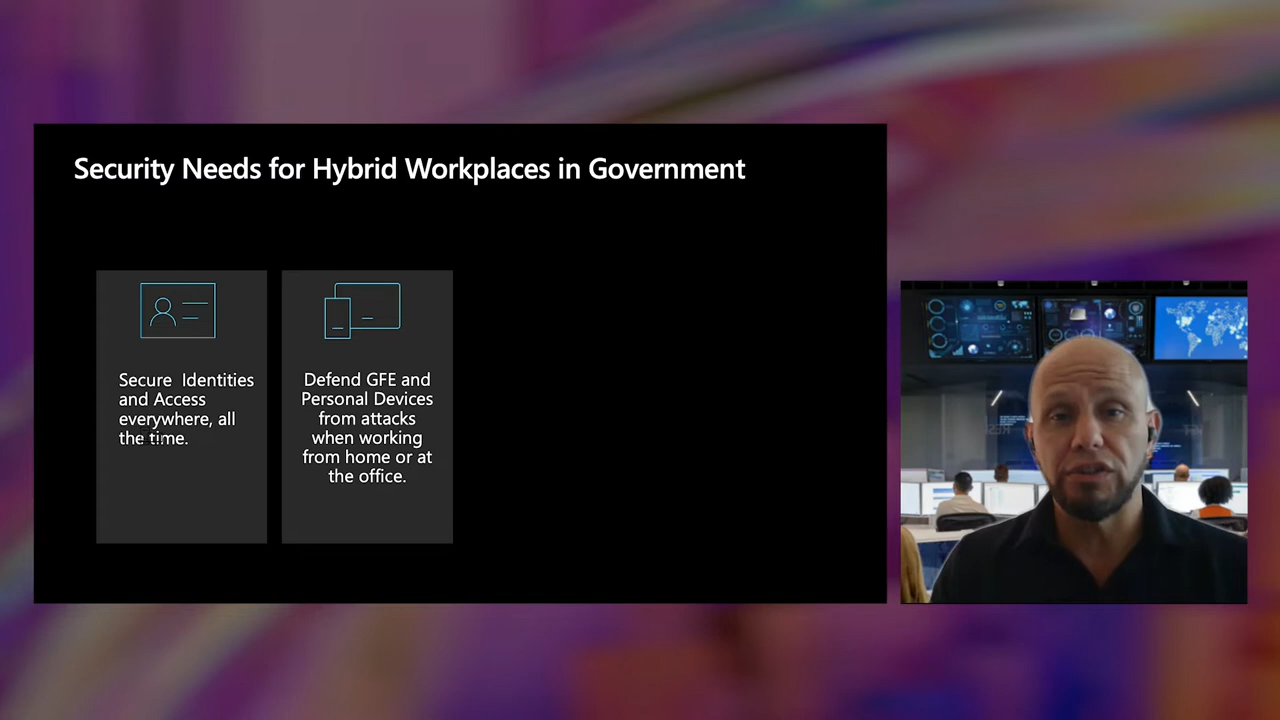 Security Needs for Hybrid Workplaces in Government
Secure Identities
and Access
everywhere, all
the time.
Defend GFE and
Personal Devices
from attacks
when working
from home or at
the office.